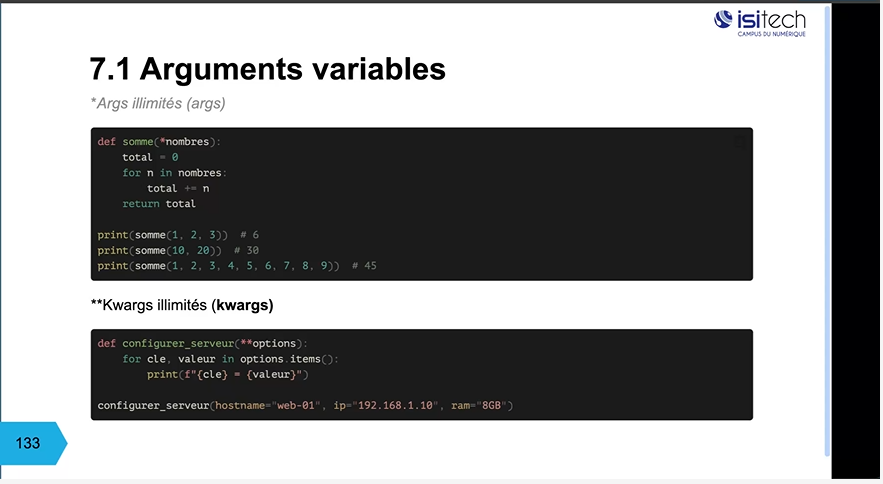 isitech
CAMPUS DU NUMÉRIQUE
7.1 Arguments variables
*Args illimités (args)
def somme(*nombres):
    total = 0
    for n in nombres:
        total += n
    return total

print(somme(1, 2, 3))  # 6
print(somme(10, 20))  # 30
print(somme(1, 2, 3, 4, 5, 6, 7, 8, 9))  # 45
**Kwargs illimités (kwargs)
def configurer_serveur(**options):
    for cle, valeur in options.items():
        print(f"{cle} = {valeur}")

configurer_serveur(hostname="web-01", ip="192.168.1.10", ram="8GB")
133